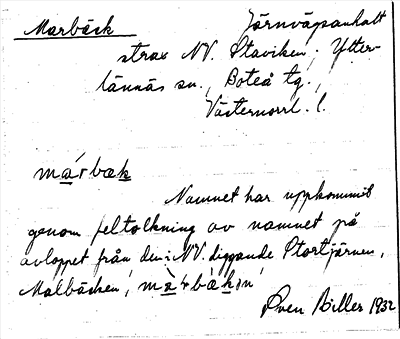 Marbäck Järnvägsanhalt
strax NV. Staviken, Ytter-
lännäs sn., Boteå tg.,
Västernorrl. l.
márbäk
Namnet har uppkommit
genom feltolkning av namnet på
avloppet från den i NV. liggande Stortjärnen,
Malbäcken,
Sven Biller 1932